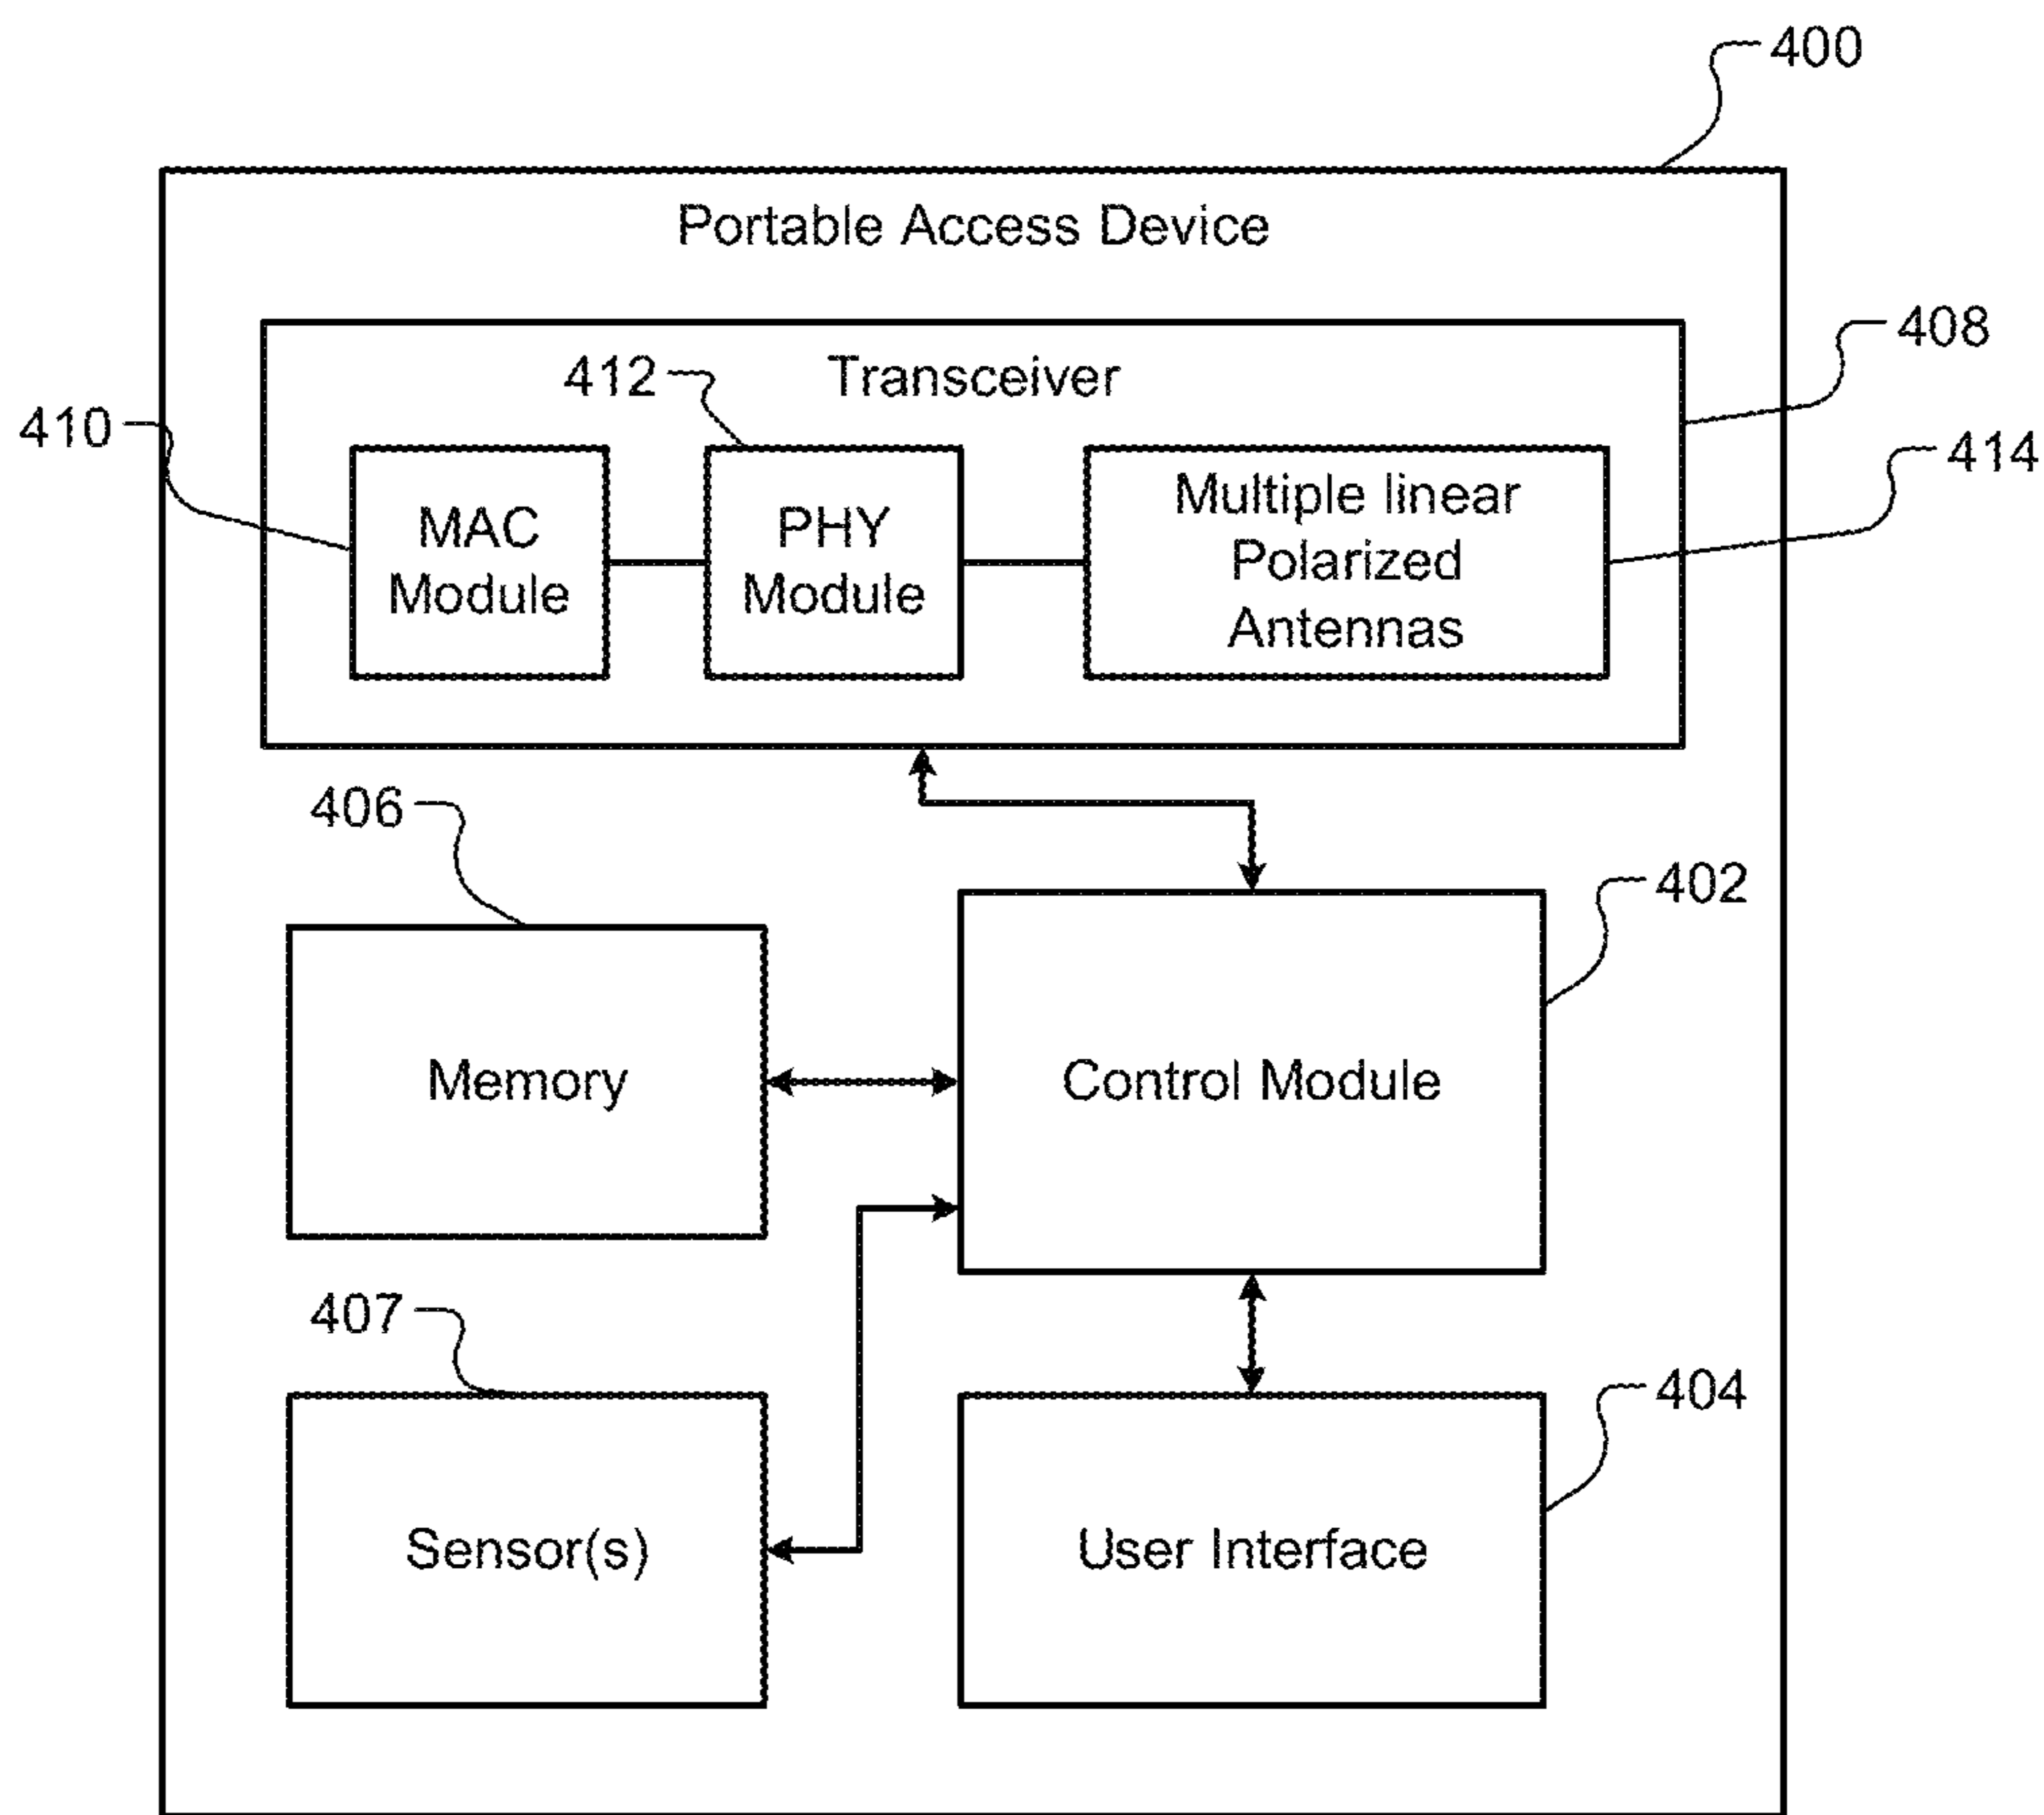 400
Portable Access Device
408
412
Transceiver
410
414
MAC
Module
PHY
Module
Multiple linear
Polarized
Antennas
406
402
Memory
Control Module
407
404
Sensor(s)
User Interface